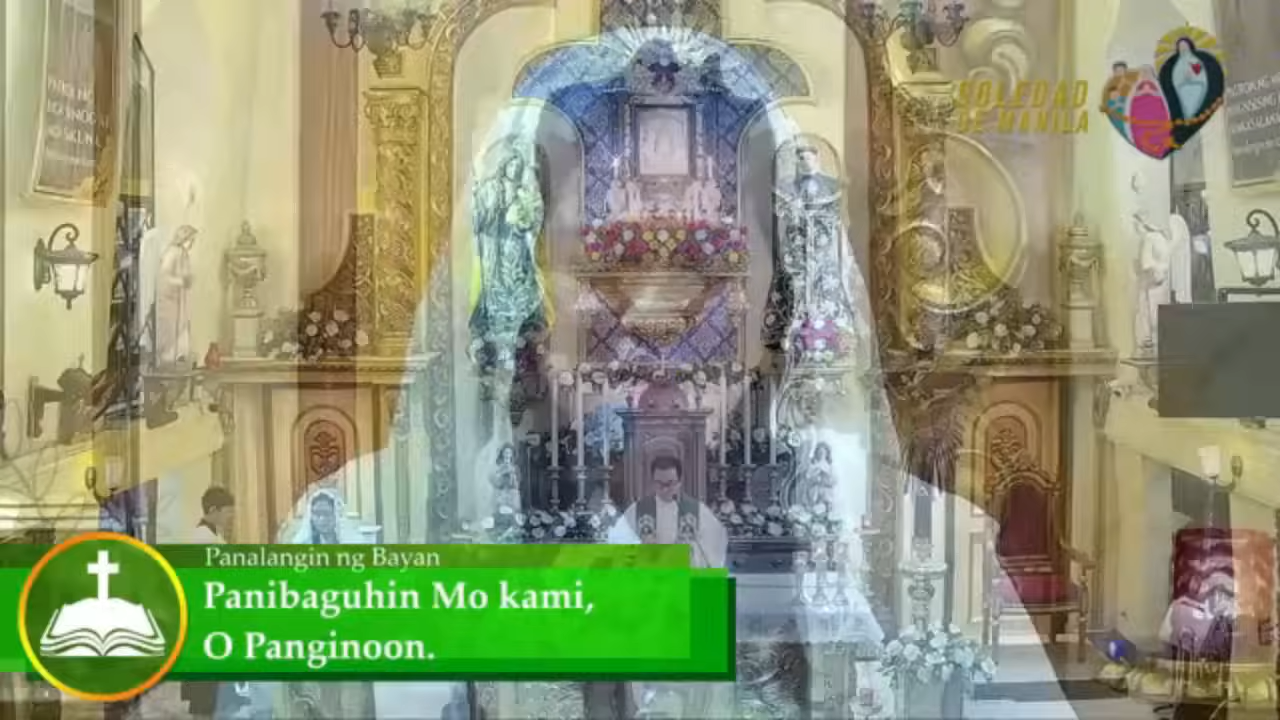 SOLEDAD
DE MANILA
Panalangin ng Bayan
Panibaguhin Mo kami,
O Panginoon.